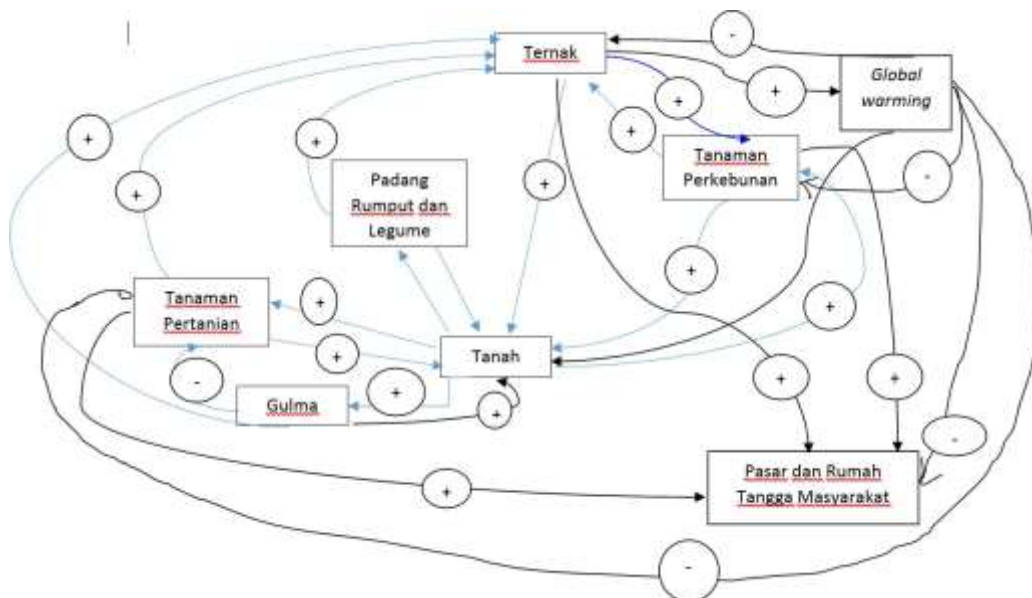 -
Ternak
Global
warming
+
+
+
+
+
Tanaman
Perkebunan
-
+
Padang
Rumput dan
Legume
+
+
Tanaman
Pertanian
+
+
+
Tanah
-
Gulma
+
+
+
+
-
Pasar dan Rumah
Tangga Masyarakat
+
-